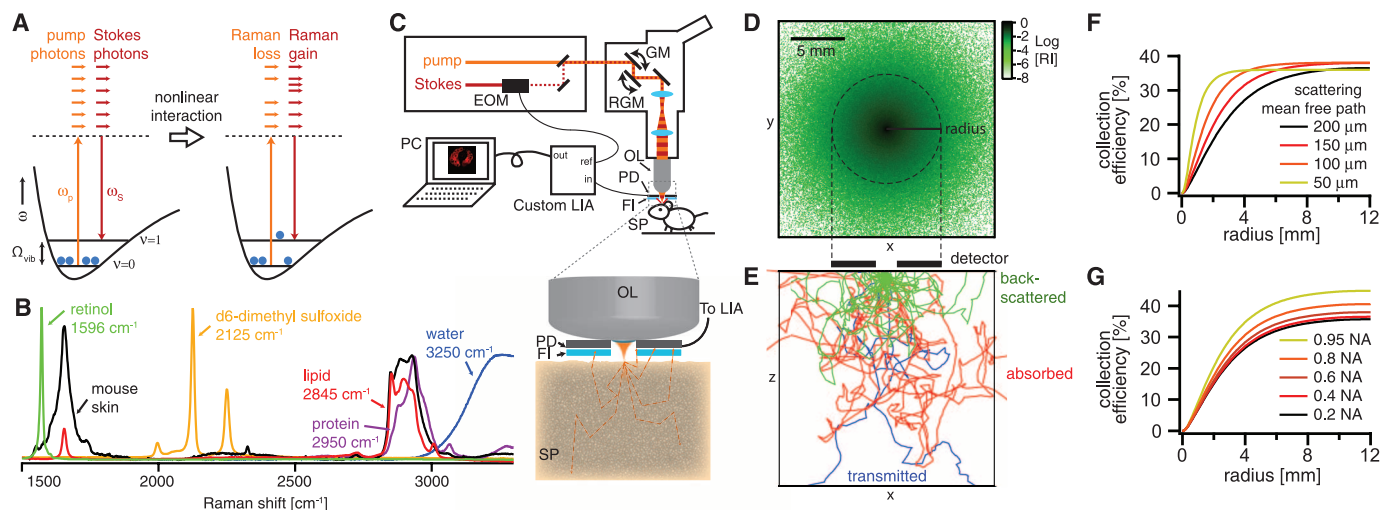 A
pump
photons
Stokes
photons
Raman
loss
Raman
gain
nonlinear
interaction
ω
ωp
ωS
Ωvib
ν=1
ν=0
B
retinol
1596 cm⁻¹
mouse
skin
d6-dimethyl sulfoxide
2125 cm⁻¹
lipid
2845 cm⁻¹
protein
2950 cm⁻¹
water
3250 cm⁻¹
1500
2000
2500
3000
Raman shift [cm⁻¹]
C
pump
Stokes
EOM
GM
RGM
PC
out
ref
in
Custom LIA
OL
PD
FI
SP
OL
To LIA
PD
FI
SP
D
5 mm
0
-2
-4
-6
-8
Log
[RI]
radius
y
x
detector
E
back-
scattered
absorbed
transmitted
z
x
F
collection
efficiency [%]
40
30
20
10
0
scattering
mean free path
200 μm
150 μm
100 μm
50 μm
0
4
8
12
radius [mm]
G
collection
efficiency [%]
40
30
20
10
0
0.95 NA
0.8 NA
0.6 NA
0.4 NA
0.2 NA
0
4
8
12
radius [mm]